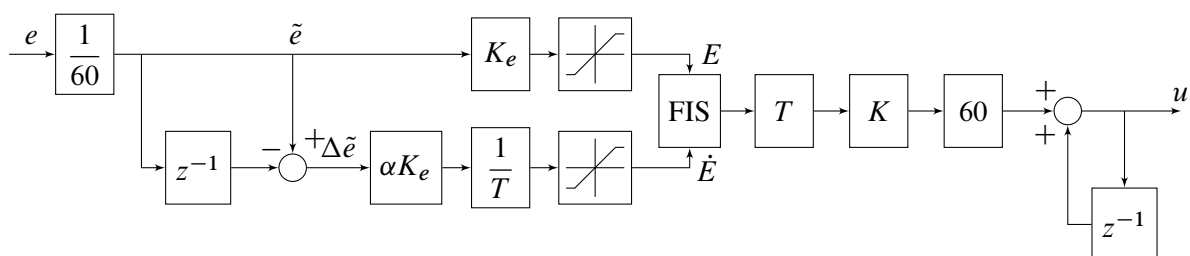 e
1
60
ẽ
K_e
E
FIS
T
K
60
+
+
u
z⁻¹
−
+
Δẽ
αK_e
1
T
Ė
z⁻¹